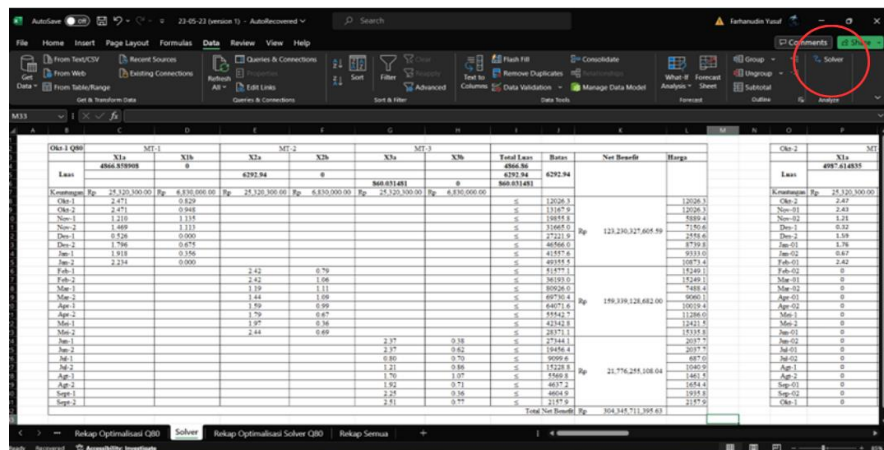 AutoSave Off 23-05-23 (version 1) - AutoRecovered Search Farhanudin Yusuf
File Home Insert Page Layout Formulas Data Review View Help Comments Share
Get Data From Text/CSV Recent Sources Refresh All Queries & Connections Sort Filter Clear Text to Columns Flash Fill Consolidate What-If Analysis Forecast Sheet Group Solver
From Web Existing Connections Properties Reapply Remove Duplicates Relationships Ungroup
From Table/Range Edit Links Advanced Data Validation Manage Data Model Subtotal
Get & Transform Data Queries & Connections Sort & Filter Data Tools Forecast Outline Analyze
M33 fx
A B C D E F G H I J K L M N O P
Okt-1 Q80 MT-1 MT-2 MT-3 Total Luas Batas Net Benefit Harga Okt-2 MT
X1a X1b X2a X2b X3a X3b X1a
Luas 4866.858908 0 4866.86 6292.94 Luas 4987.614835
6292.94 0 6292.94
860.031481 0 860.031481
Keuntungan Rp 25,320,300.00 Rp 6,830,000.00 Rp 25,320,300.00 Rp 6,830,000.00 Rp 25,320,300.00 Rp 6,830,000.00 Keuntungan Rp 25,320,300.00
Okt-1 2.471 0.829 ≤ 12026.3 Rp 123,230,327,605.59 12026.3 Okt-2 2.47
Okt-2 2.471 0.948 ≤ 13167.9 12026.3 Nov-01 2.43
Nov-1 1.210 1.135 ≤ 19855.8 5889.4 Nov-02 1.21
Nov-2 1.469 1.113 ≤ 31665.0 7150.6 Des-01 0.32
Des-1 0.526 0.000 ≤ 27221.9 2558.6 Des-02 1.59
Des-2 1.796 0.675 ≤ 46566.0 8739.8 Jan-01 1.76
Jan-1 1.918 0.356 ≤ 41557.6 9333.0 Jan-02 0.67
Jan-2 2.234 0.000 ≤ 49355.5 10873.4 Feb-01 2.42
Feb-1 2.42 0.79 ≤ 51577.1 Rp 159,339,128,682.00 15249.1 Feb-02 0
Feb-2 2.42 1.06 ≤ 36193.0 15249.1 Mar-01 0
Mar-1 1.19 1.11 ≤ 80926.0 7488.4 Mar-02 0
Mar-2 1.44 1.09 ≤ 69730.4 9060.1 Apr-01 0
Apr-1 1.59 0.99 ≤ 64071.6 10019.4 Apr-02 0
Apr-2 1.79 0.67 ≤ 55542.7 11286.0 Mei-1 0
Mei-1 1.97 0.36 ≤ 42342.8 12421.5 Mei-2 0
Mei-2 2.44 0.69 ≤ 28371.1 15335.8 Jun-01 0
Jun-1 2.37 0.38 ≤ 27344.1 Rp 21,776,255,108.04 2037.7 Jun-02 0
Jun-2 2.37 0.62 ≤ 19456.4 2037.7 Jul-01 0
Jul-1 0.80 0.70 ≤ 9099.6 687.0 Jul-02 0
Jul-2 1.21 0.86 ≤ 15228.8 1040.9 Agt-1 0
Agt-1 1.70 1.07 ≤ 5569.8 1461.5 Agt-2 0
Agt-2 1.92 0.71 ≤ 4637.2 1654.4 Sep-01 0
Sept-1 2.25 0.36 ≤ 4604.9 1935.8 Sep-02 0
Sept-2 2.51 0.77 ≤ 2157.9 2157.9 Okt-1 0
Total Net Benefit Rp 304,345,711,395.63
Rekap Optimalisasi Q80 Solver Rekap Optimalisasi Solver Q80 Rekap Semua
Ready Recovered Accessibility: Investigate